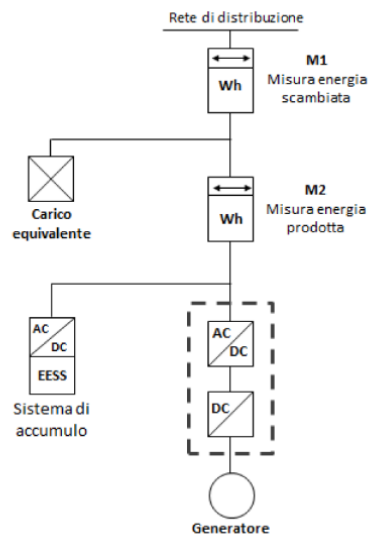 Rete di distribuzione
M1
Misura energia
scambiata
Wh
Carico
equivalente
M2
Misura energia
prodotta
Wh
AC
DC
EESS
Sistema di
accumulo
AC
DC
DC
Generatore